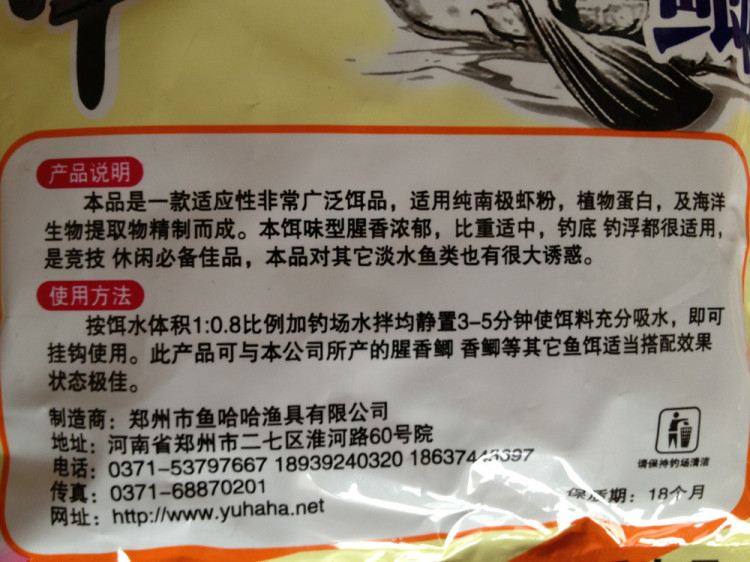 产品说明
本品是一款适应性非常广泛饵品，适用纯南极虾粉，植物蛋白，及海洋
生物提取物精制而成。本饵味型腥香浓郁，比重适中，钓底 钓浮都很适用，
是竞技 休闲必备佳品，本品对其它淡水鱼类也有很大诱惑。
使用方法
按饵水体积1:0.8比例加钓场水拌均静置3-5分钟使饵料充分吸水，即可
挂钩使用。此产品可与本公司所产的腥香鲫 香鲫等其它鱼饵适当搭配效果
状态极佳。
制造商：郑州市鱼哈哈渔具有限公司
地址：河南省郑州市二七区淮河路60号院
电话：0371-53797667 18939240320
传真：0371-68870201
网址：http://www.yuhaha.net
请保持钓场清洁
保质期：18个月